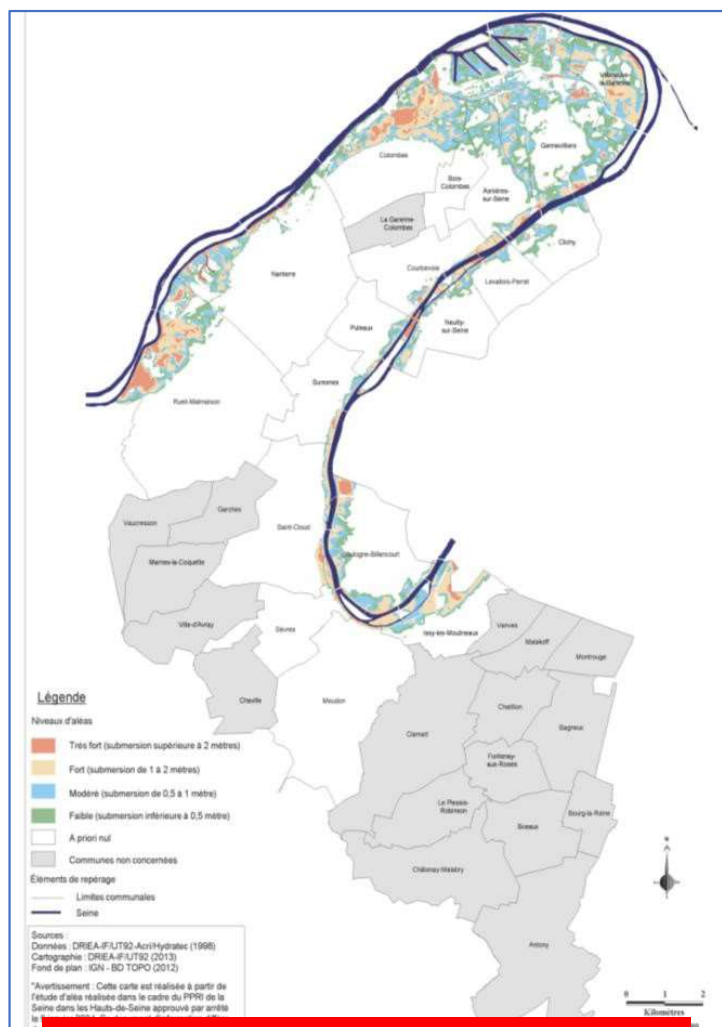 Villeneuve-
la-Garenne
Gennevilliers
Colombes
Bois-
Colombes
Asnières-
sur-Seine
La Garenne-
Colombes
Clichy
Courbevoie
Levallois-Perret
Nanterre
Puteaux
Neuilly-
sur-Seine
Suresnes
Rueil-Malmaison
Garches
Vaucresson
Saint-Cloud
Marnes-la-Coquette
Boulogne-Billancourt
Ville-d'Avray
Sèvres
Issy-les-Moulineaux
Vanves
Malakoff
Montrouge
Chaville
Meudon
Clamart
Châtillon
Bagneux
Fontenay-
aux-Roses
Le Plessis-
Robinson
Bourg-la-Reine
Sceaux
Châtenay-Malabry
Antony
Légende
Niveaux d'aléas
Très fort (submersion supérieure à 2 mètres)
Fort (submersion de 1 à 2 mètres)
Modéré (submersion de 0,5 à 1 mètre)
Faible (submersion inférieure à 0,5 mètre)
A priori nul
Communes non concernées
Éléments de repérage
Limites communales
Seine
Sources :
Données : DRIEA-IF/UT92-Acri/Hydratec (1998)
Cartographie : DRIEA-IF/UT92 (2013)
Fond de plan : IGN - BD TOPO (2012)
"Avertissement : Cette carte est réalisée à partir de
l'étude d'aléa réalisée dans le cadre du PPRI de la
Seine dans les Hauts-de-Seine approuvé par arrêté
0 1 2
Kilomètres